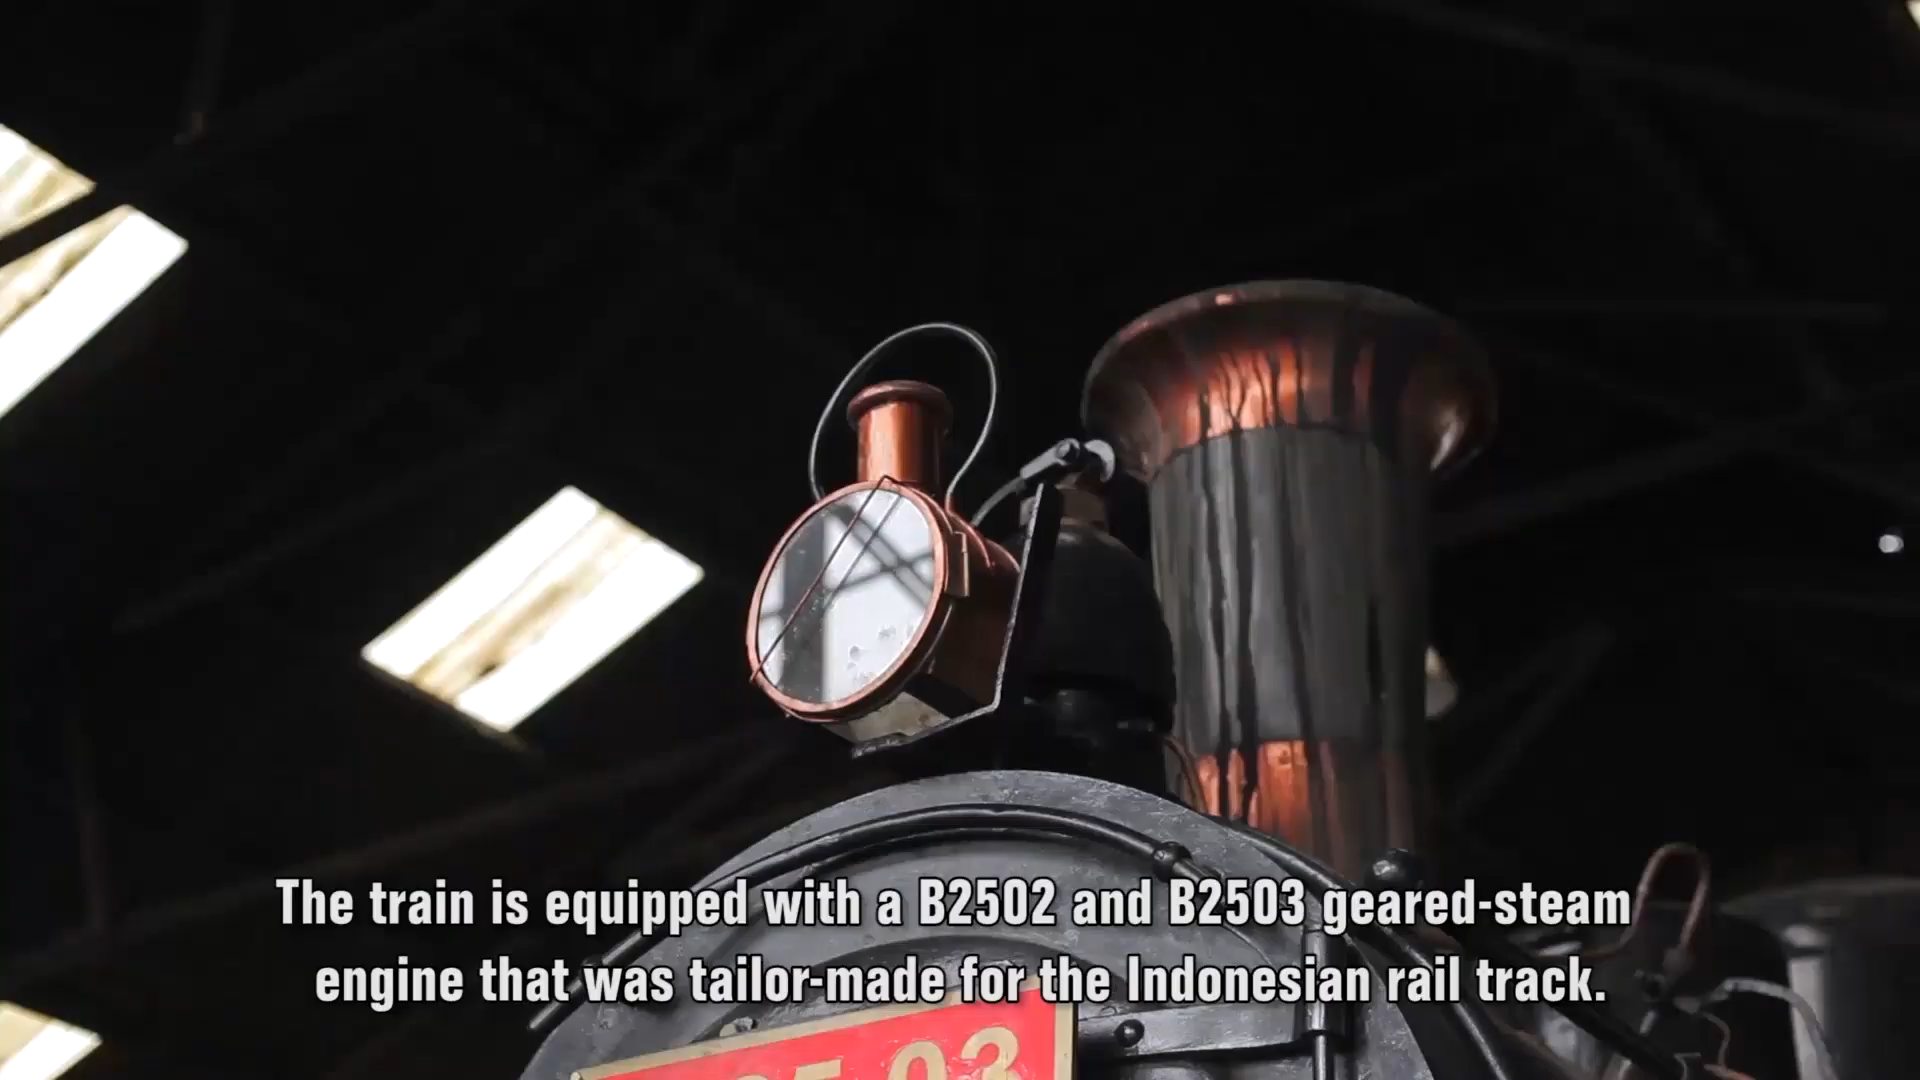 The train is equipped with a B2502 and B2503 geared-steam
engine that was tailor-made for the Indonesian rail track.
03